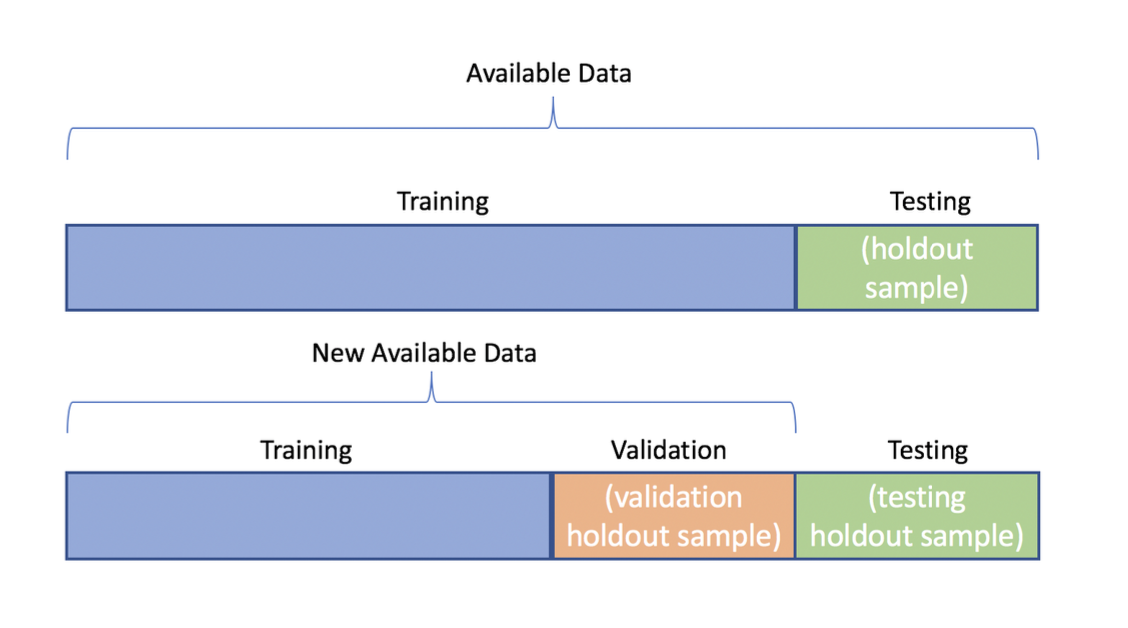 Available Data
Training
Testing
(holdout
sample)
New Available Data
Training
Validation
Testing
(validation
holdout sample)
(testing
holdout sample)